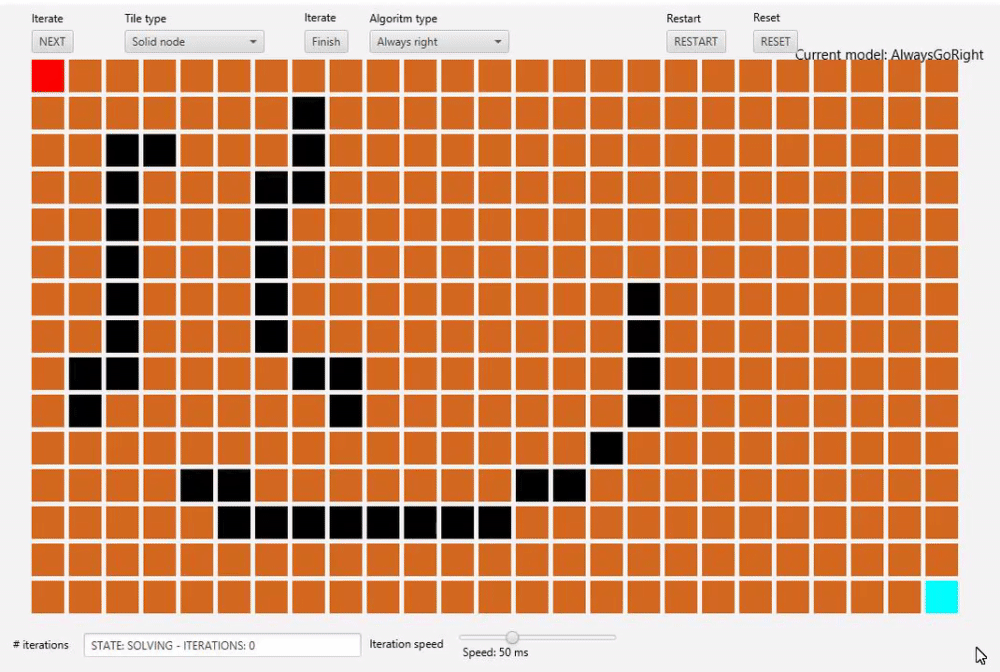 Iterate
Tile type
Iterate
Algoritm type
Restart
Reset
NEXT
Solid node
Finish
Always right
RESTART
RESET
Current model: AlwaysGoRight
# iterations
STATE: SOLVING - ITERATIONS: 0
Iteration speed
Speed: 50 ms